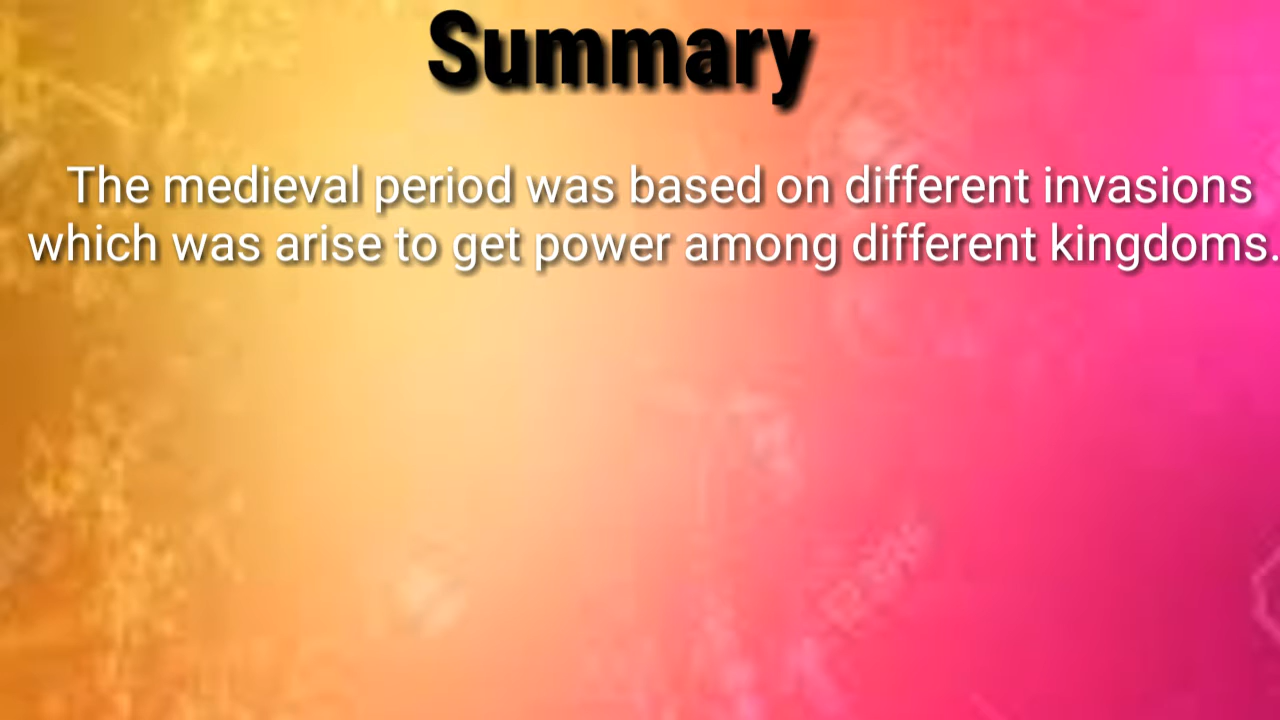 Summary
The medieval period was based on different invasions
which was arise to get power among different kingdoms.